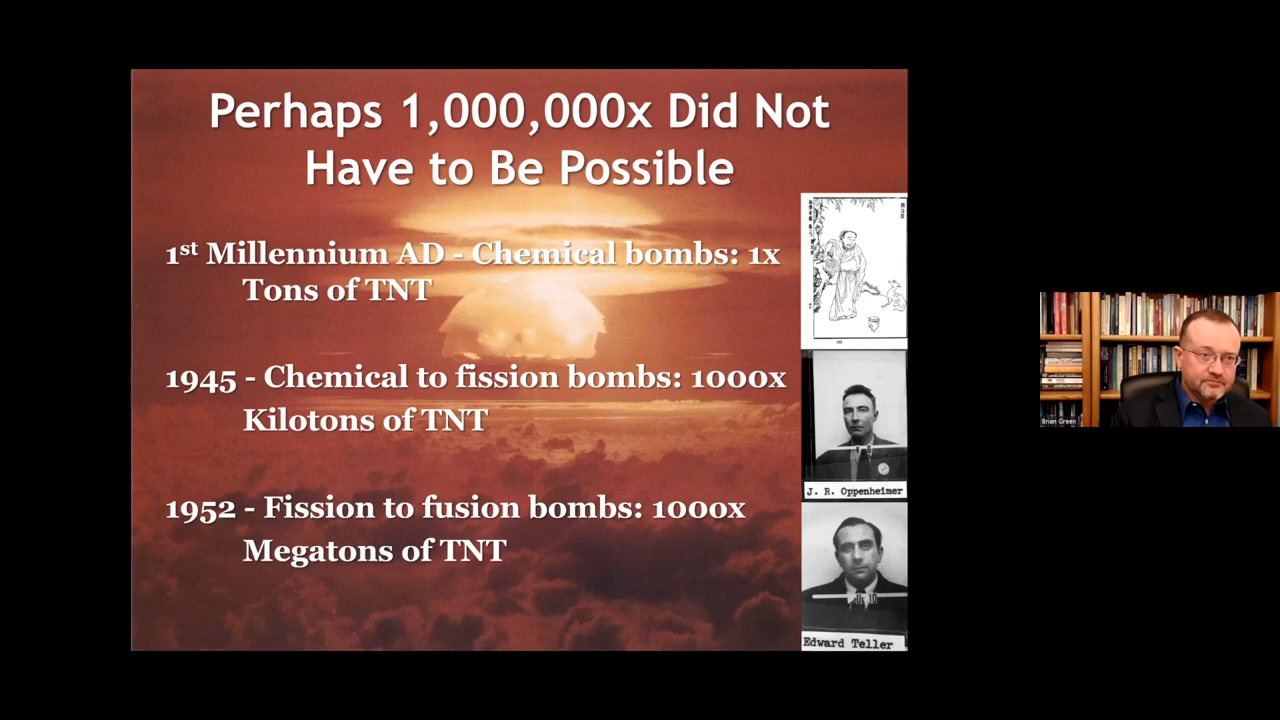 Perhaps 1,000,000x Did Not
Have to Be Possible
1st Millennium AD - Chemical bombs: 1x
Tons of TNT
1945 - Chemical to fission bombs: 1000x
Kilotons of TNT
J. R. Oppenheimer
1952 - Fission to fusion bombs: 1000x
Megatons of TNT
Edward Teller
Brian Green